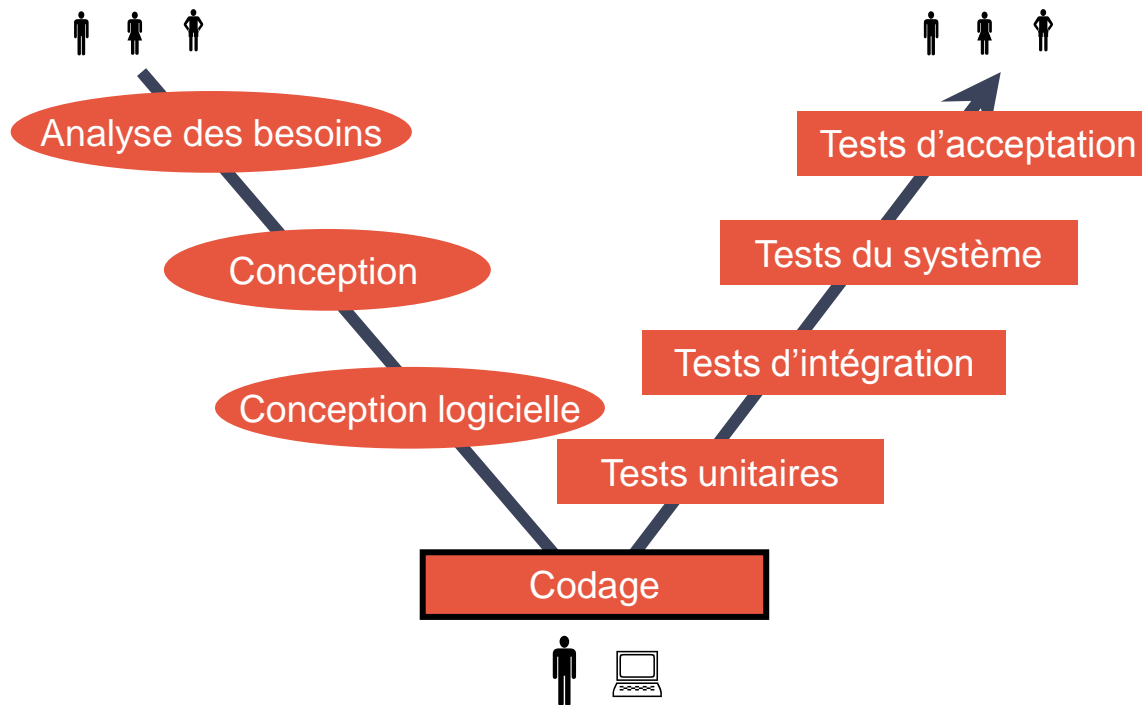 Analyse des besoins
Conception
Conception logicielle
Codage
Tests unitaires
Tests d’intégration
Tests du système
Tests d’acceptation